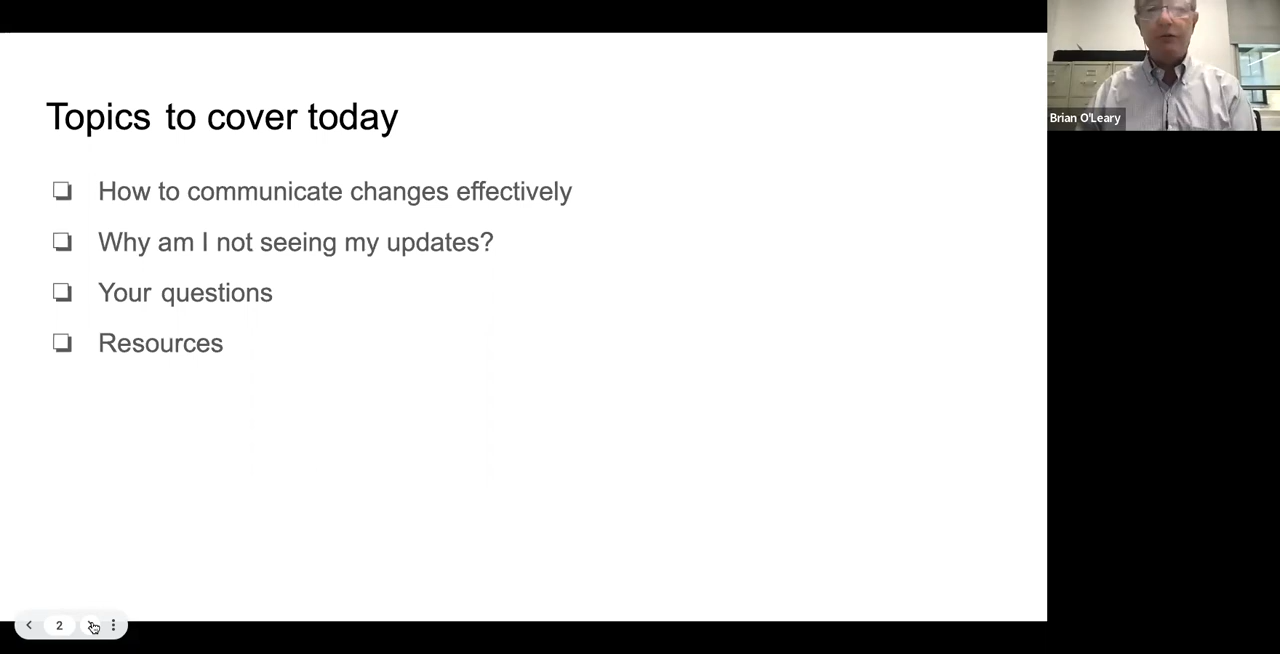 Topics to cover today
How to communicate changes effectively
Why am I not seeing my updates?
Your questions
Resources
Brian O'Leary
2